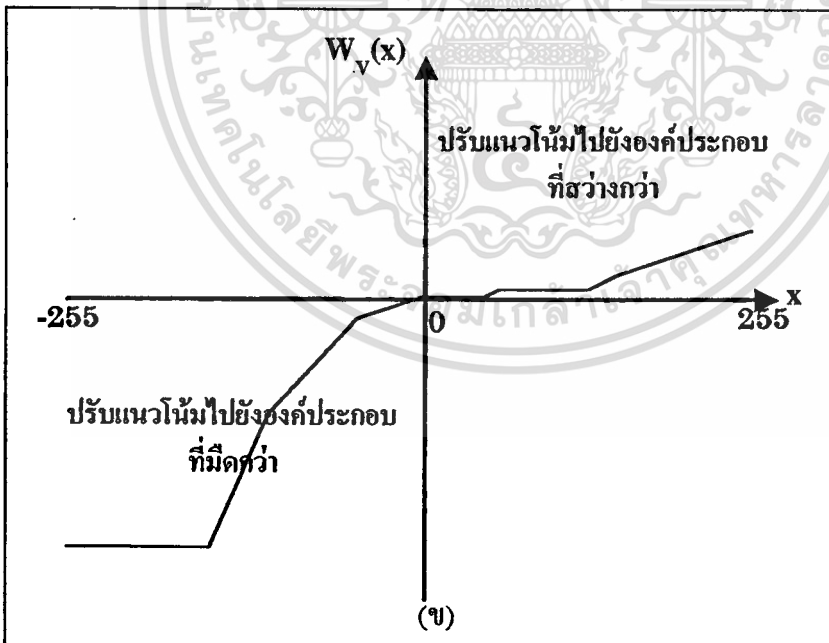 W_v(x)
ปรับแนวโน้มไปยังองค์ประกอบ
ที่สว่างกว่า
-255
0
255
x
ปรับแนวโน้มไปยังองค์ประกอบ
ที่มืดกว่า
(ข)